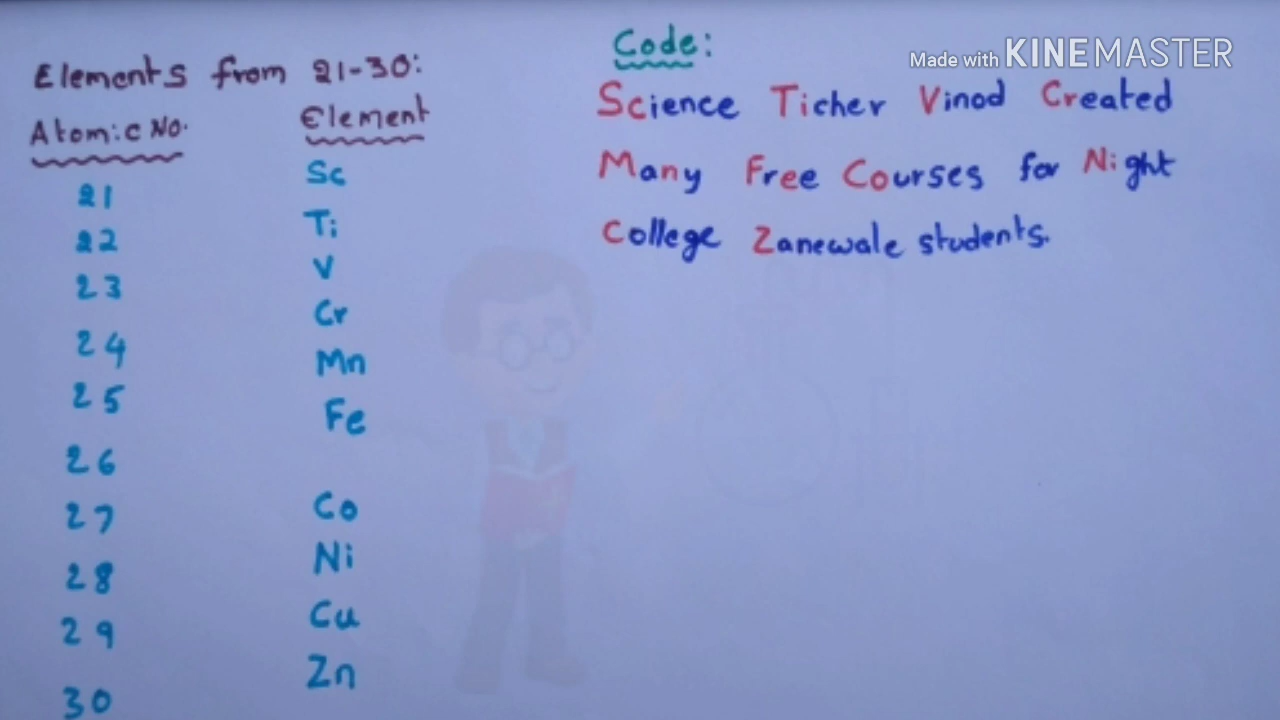 Elements from 21-30:
Atomic No. Element
21 Sc
22 Ti
23 V
24 Cr
25 Mn
26 Fe
27 Co
28 Ni
29 Cu
30 Zn
Code:
Made with KINEMASTER
Science Ticher Vinod Created
Many Free Courses for Night
College Zanewale students.